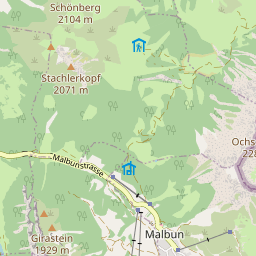 Schönberg
2104 m
Stachlerkopf
2071 m
Ochs
228
Malbunstrasse
Malbun
Girastein
1929 m